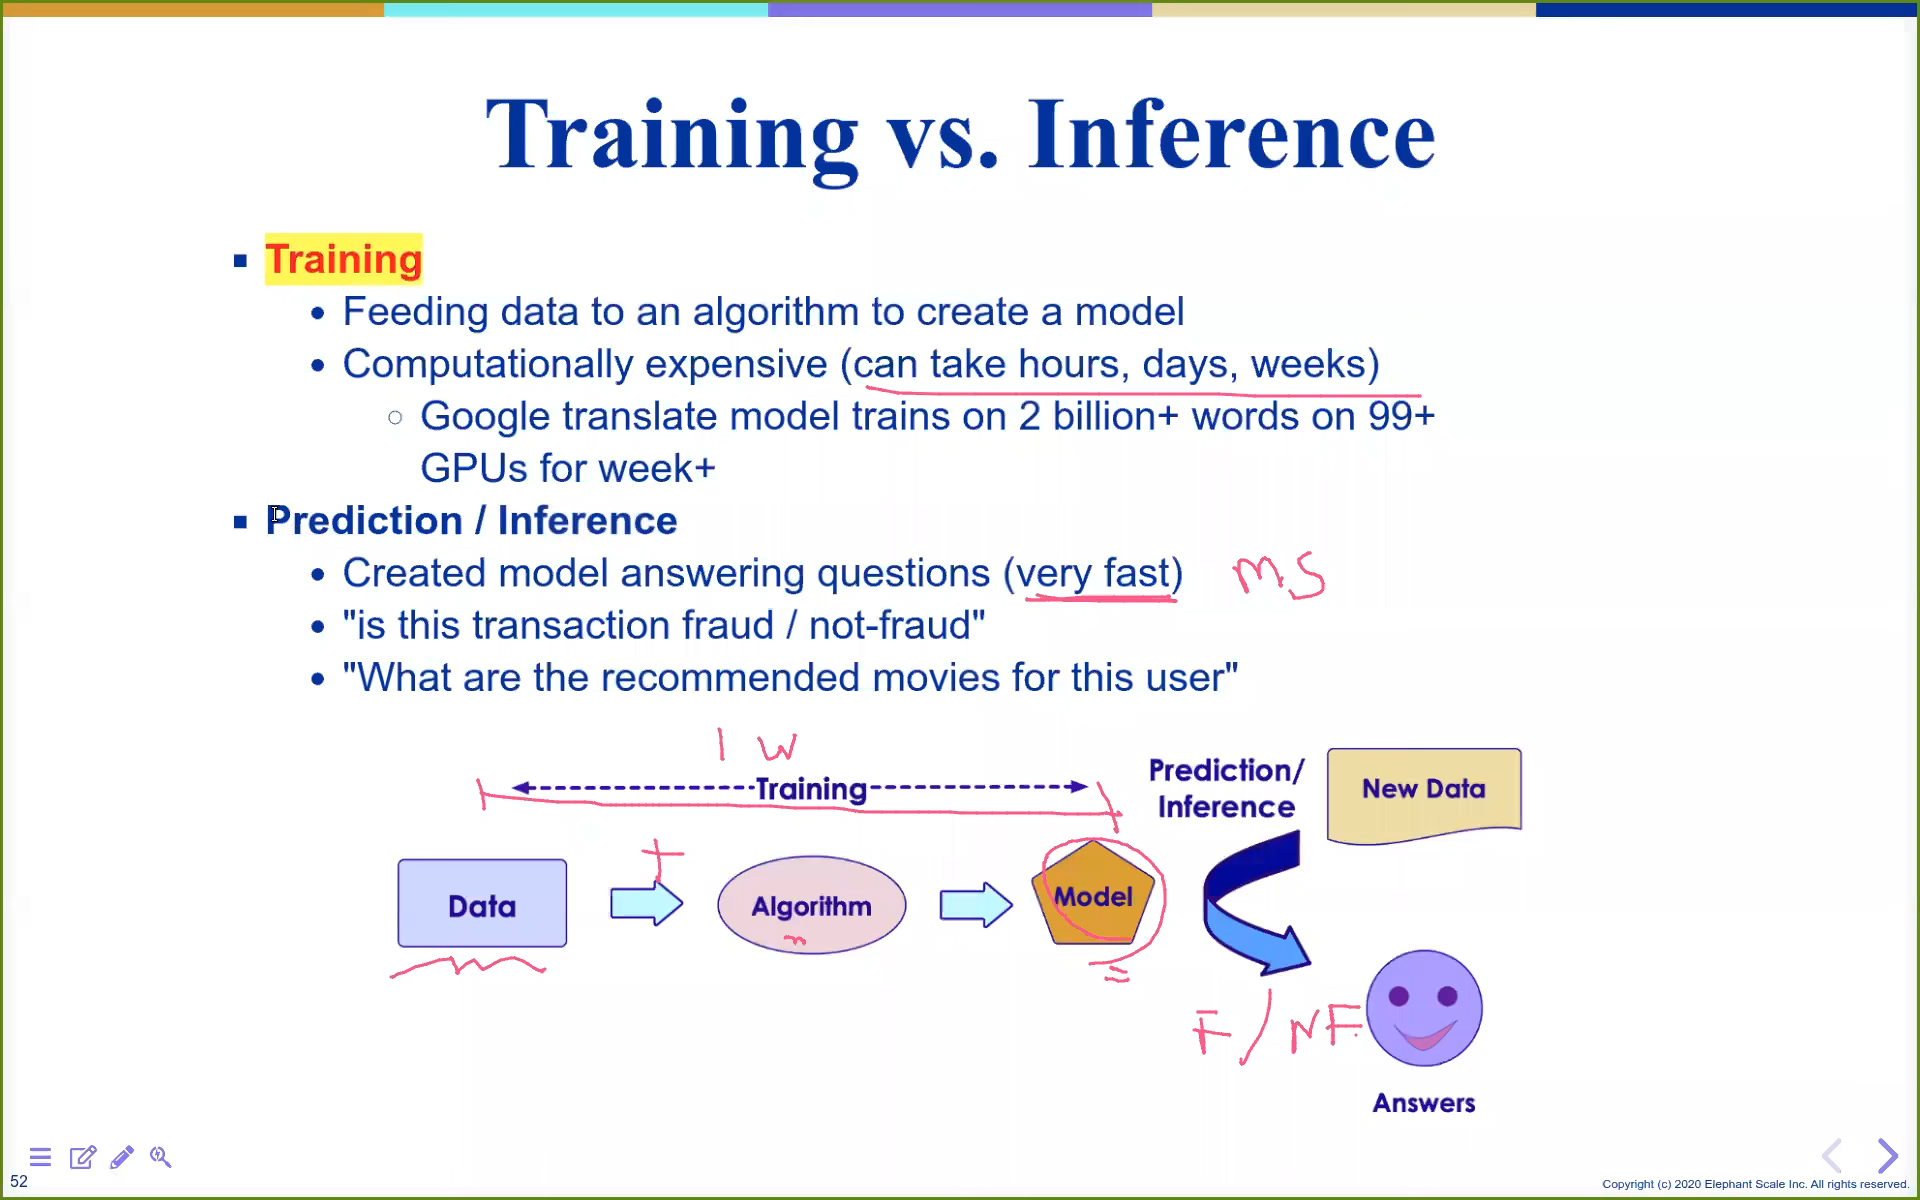 Training vs. Inference
Training
Feeding data to an algorithm to create a model
Computationally expensive (can take hours, days, weeks)
Google translate model trains on 2 billion+ words on 99+
GPUs for week+
Prediction / Inference
Created model answering questions (very fast) MS
"is this transaction fraud / not-fraud"
"What are the recommended movies for this user"
1 W
Training
Prediction/
Inference
New Data
Data
Algorithm
Model
F/NF
Answers
52
Copyright (c) 2020 Elephant Scale Inc. All rights reserved.